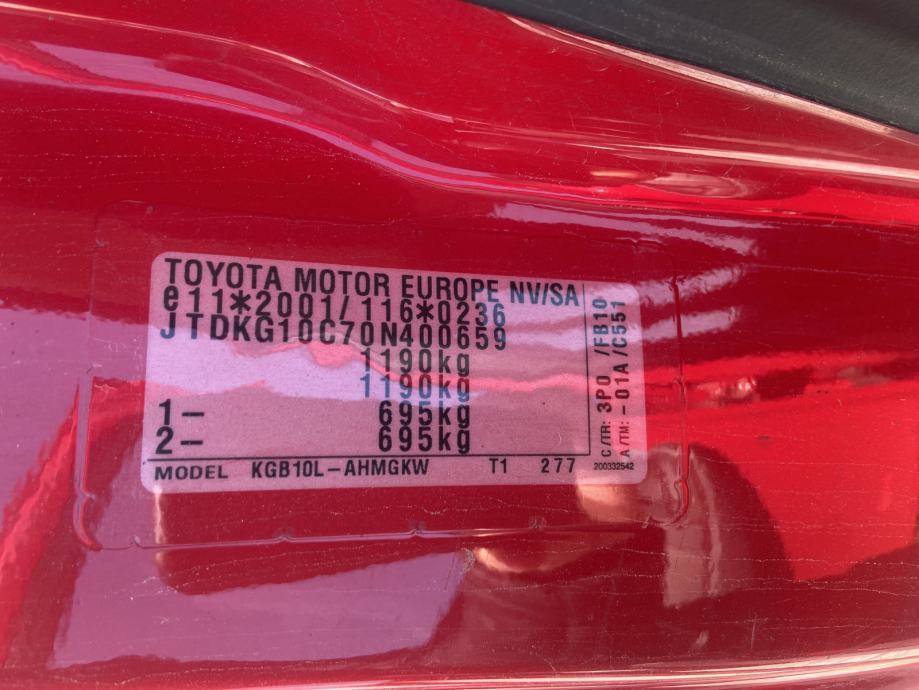 TOYOTA MOTOR EUROPE NV/SA
e11*2001/116*0236
JTDKG10C70N400659
1190kg
1190kg
1- 695kg
2- 695kg
MODEL KGB10L-AHMGKW T1 277
C/TR: 3P0 /FB10
A/TM: -01A /C551
200332542